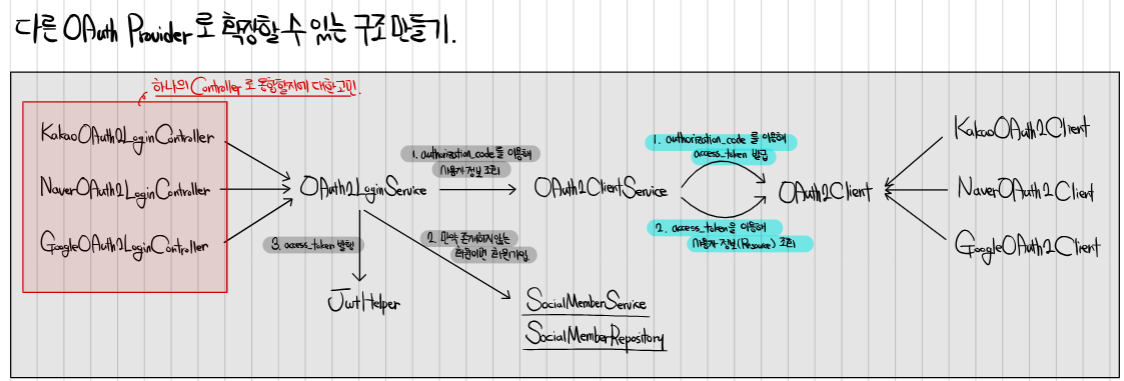 다른 OAuth Provider로 확장할 수 있는 구조 만들기.
하나의 Controller로 통합할지에 대한 고민.
KakaoOAuth2LoginController
NaverOAuth2LoginController
GoogleOAuth2LoginController
OAuth2LoginService
1. authorization_code를 이용해
사용자 정보 조회
OAuth2ClientService
1. authorization_code를 이용해
access_token 발급
2. access_token을 이용해
사용자 정보(Resource) 조회
OAuth2Client
KakaoOAuth2Client
NaverOAuth2Client
GoogleOAuth2Client
3. access_token 발행
2. 만약 존재하지 않는
회원이면 회원가입
JwtHelper
SocialMemberService
SocialMemberRepository